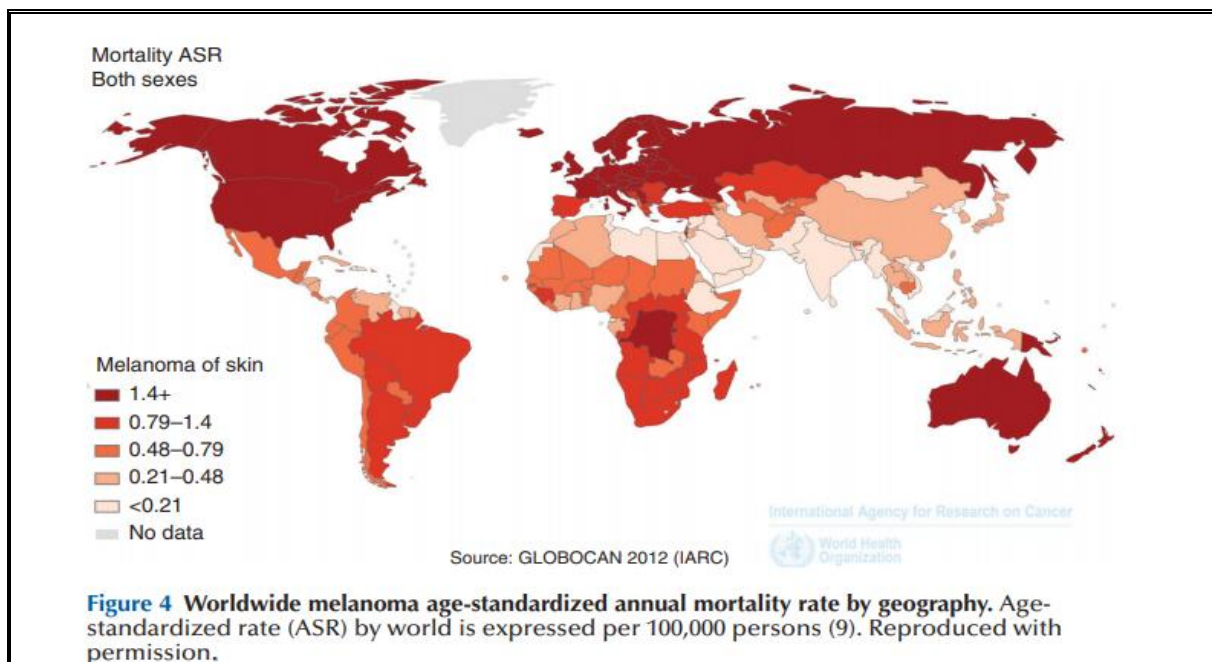 Mortality ASR
Both sexes
Melanoma of skin
1.4+
0.79–1.4
0.48–0.79
0.21–0.48
<0.21
No data
International Agency for Research on Cancer
World Health
Organization
Source: GLOBOCAN 2012 (IARC)
Figure 4 Worldwide melanoma age-standardized annual mortality rate by geography. Age-
standardized rate (ASR) by world is expressed per 100,000 persons (9). Reproduced with
permission.